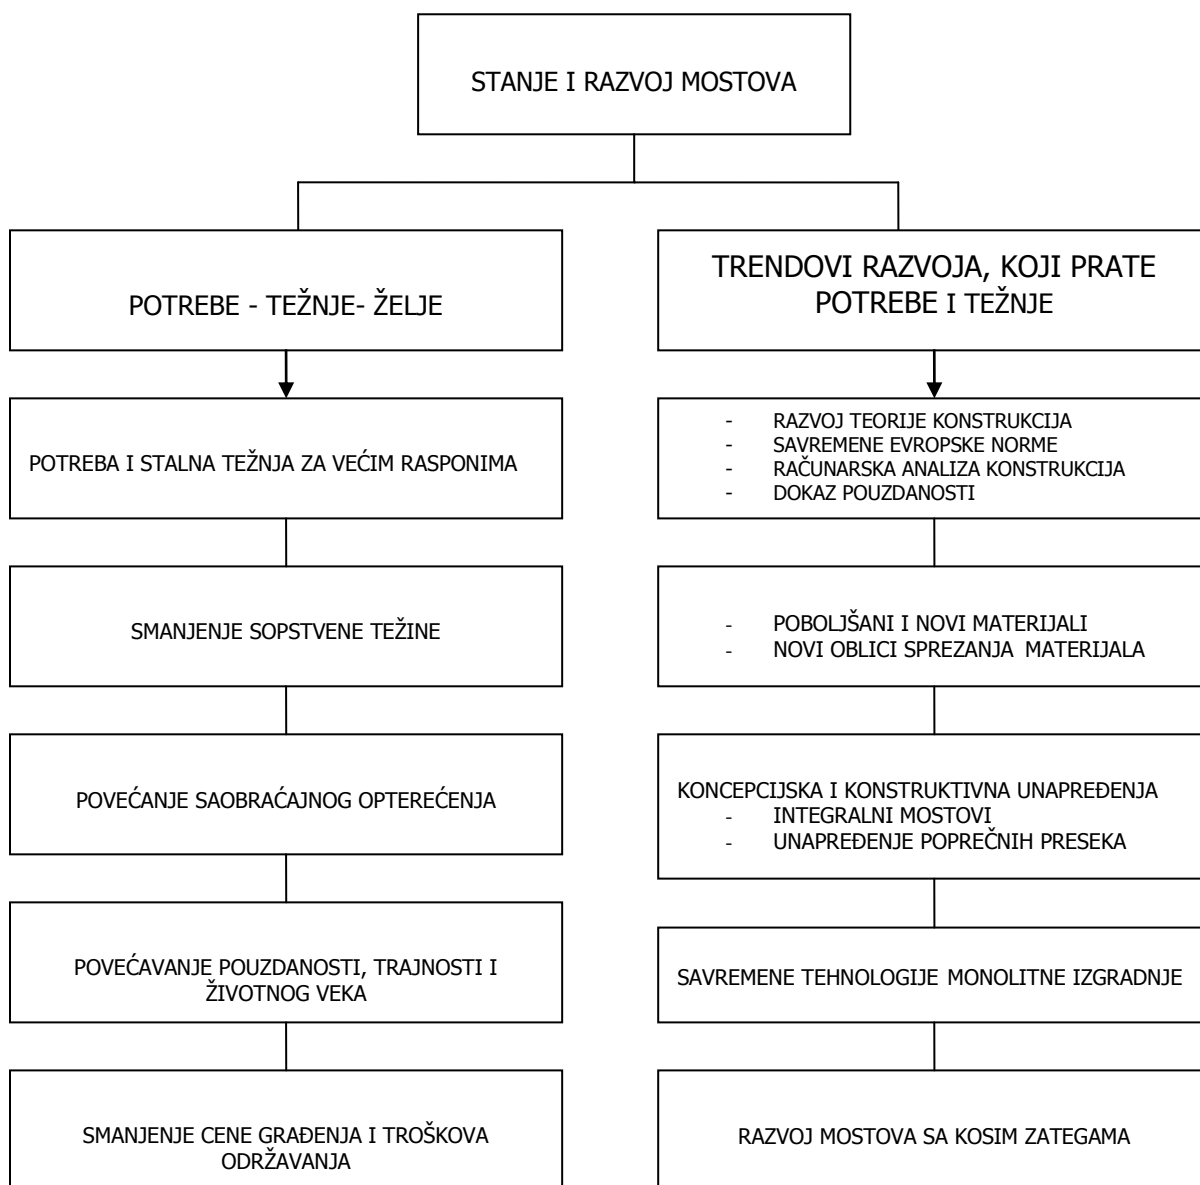 STANJE I RAZVOJ MOSTOVA
POTREBE - TEŽNJE- ŽELJE
POTREBA I STALNA TEŽNJA ZA VEĆIM RASPONIMA
SMANJENJE SOPSTVENE TEŽINE
POVEĆANJE SAOBRAĆAJNOG OPTEREĆENJA
POVEĆAVANJE POUZDANOSTI, TRAJNOSTI I
ŽIVOTNOG VEKA
SMANJENJE CENE GRAĐENJA I TROŠKOVA
ODRŽAVANJA
TRENDOVI RAZVOJA, KOJI PRATE
POTREBE I TEŽNJE
- RAZVOJ TEORIJE KONSTRUKCIJA
- SAVREMENE EVROPSKE NORME
- RAČUNARSKA ANALIZA KONSTRUKCIJA
- DOKAZ POUZDANOSTI
- POBOLJŠANI I NOVI MATERIJALI
- NOVI OBLICI SPREZANJA MATERIJALA
KONCEPCIJSKA I KONSTRUKTIVNA UNAPREĐENJA
- INTEGRALNI MOSTOVI
- UNAPREĐENJE POPREČNIH PRESEKA
SAVREMENE TEHNOLOGIJE MONOLITNE IZGRADNJE
RAZVOJ MOSTOVA SA KOSIM ZATEGAMA